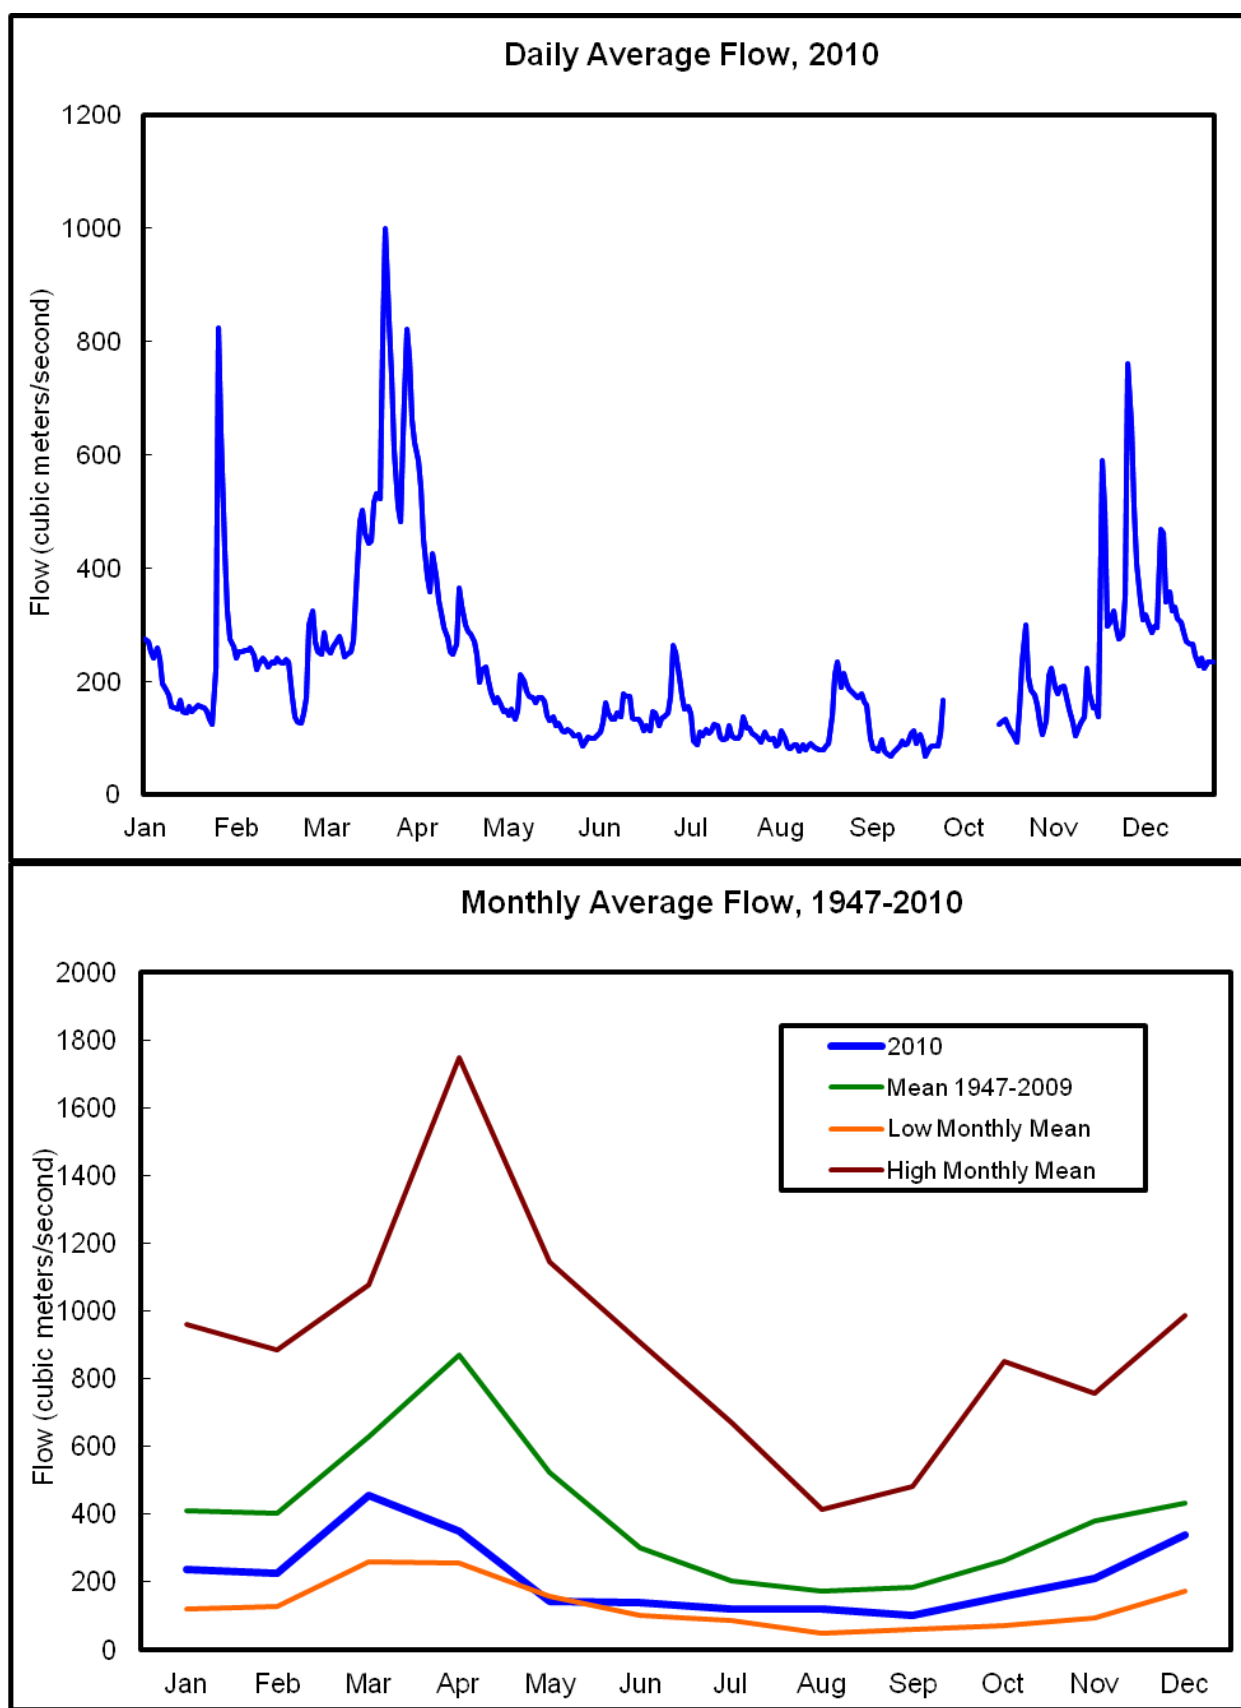 Daily Average Flow, 2010
Flow (cubic meters/second)
1200
1000
800
600
400
200
0
Jan Feb Mar Apr May Jun Jul Aug Sep Oct Nov Dec
Monthly Average Flow, 1947-2010
Flow (cubic meters/second)
2000
1800
1600
1400
1200
1000
800
600
400
200
0
2010
Mean 1947-2009
Low Monthly Mean
High Monthly Mean
Jan Feb Mar Apr May Jun Jul Aug Sep Oct Nov Dec